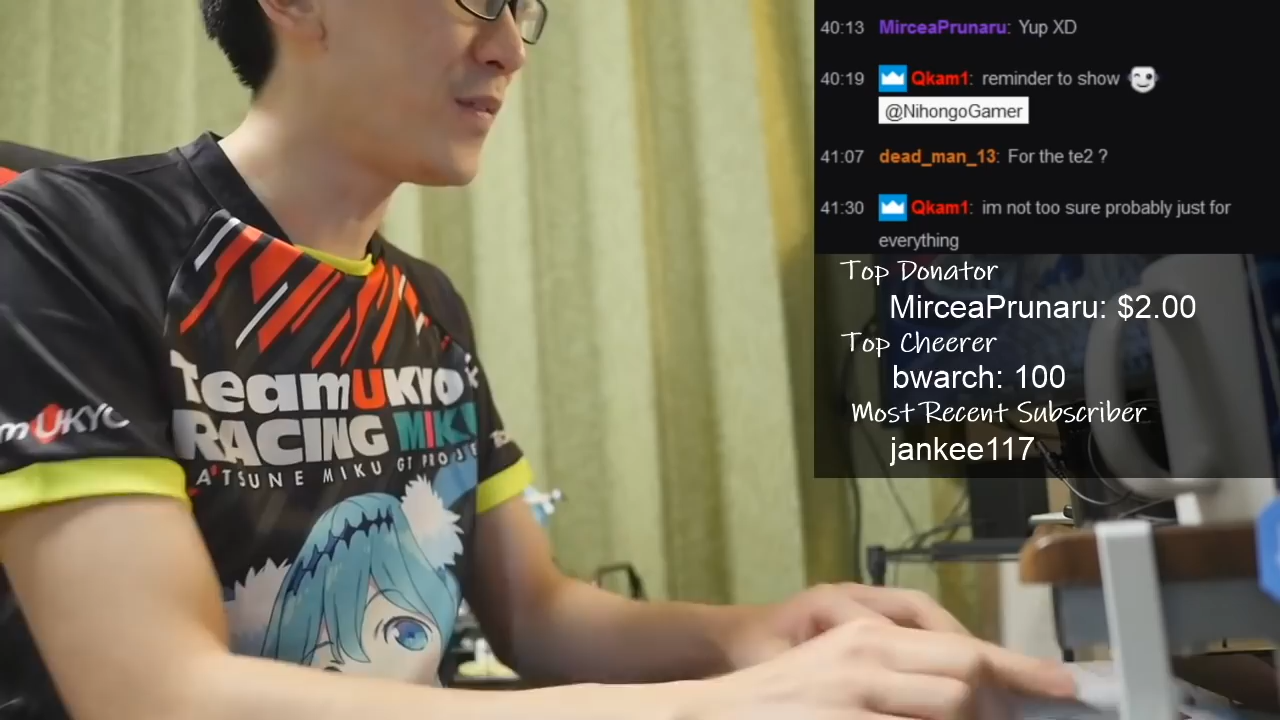 40:13 MirceaPrunaru: Yup XD
40:19 Qkam1: reminder to show
@NihongoGamer
41:07 dead_man_13: For the te2 ?
41:30 Qkam1: im not too sure probably just for
everything
Top Donator
MirceaPrunaru: $2.00
Top Cheerer
bwarch: 100
Most Recent Subscriber
jankee117
TeamUKYO
RACING MIKU
ATSUNE MIKU GT PROJE
m UKYO